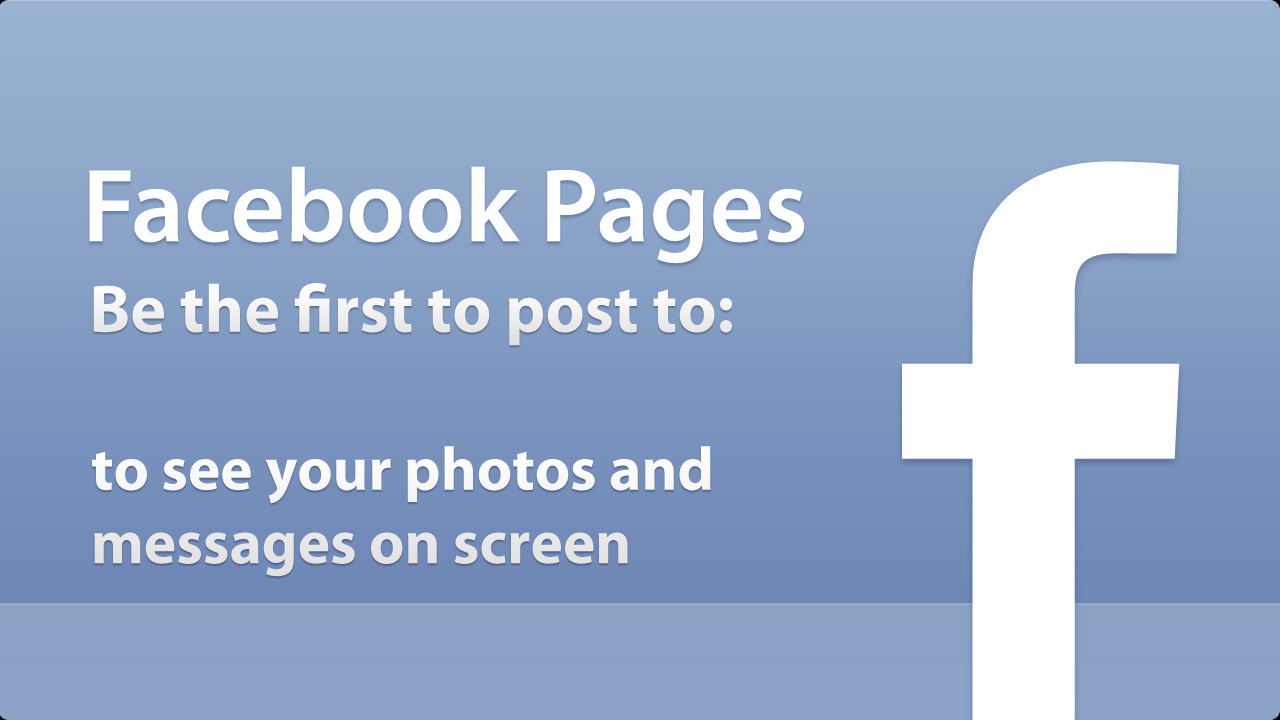 Facebook Pages
Be the first to post to:
to see your photos and
messages on screen
f